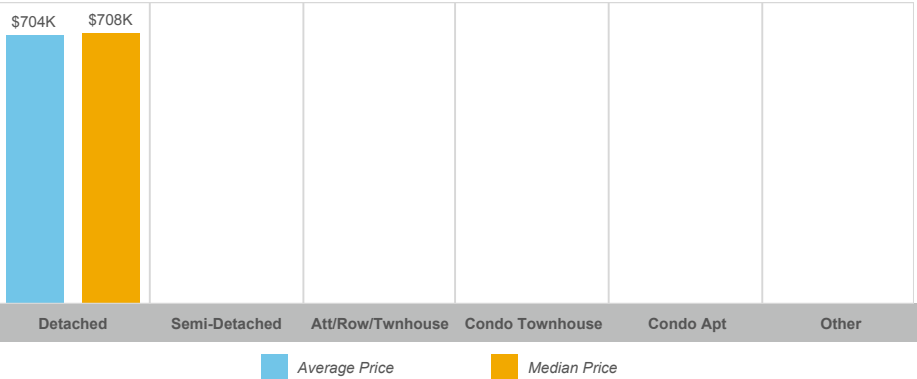 $704K $708K
Detached Semi-Detached Att/Row/Twnhouse Condo Townhouse Condo Apt Other
Average Price Median Price